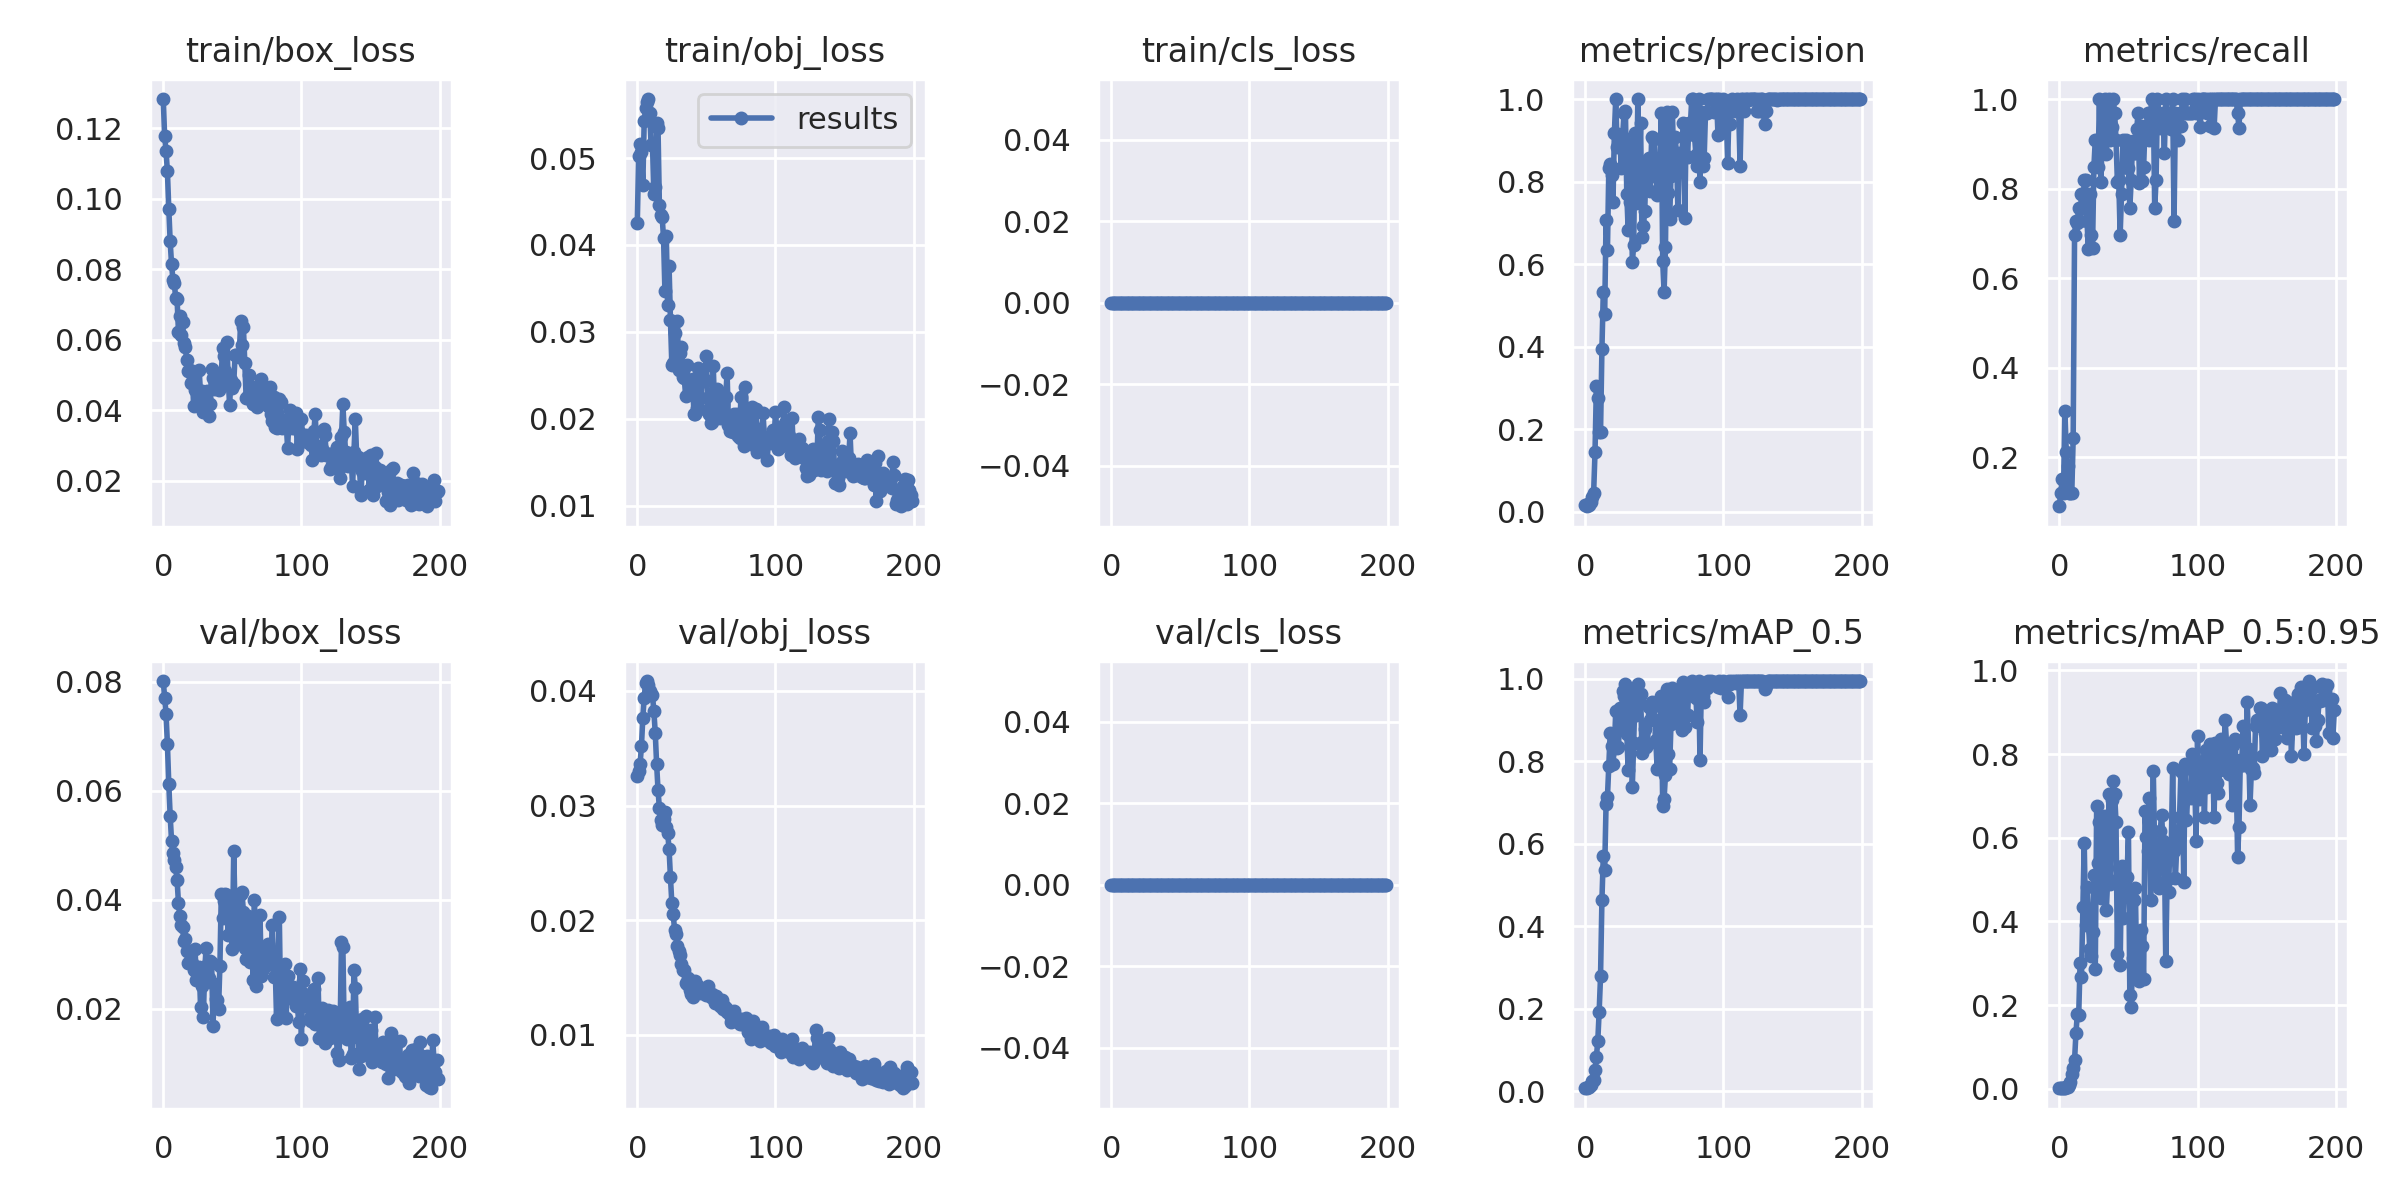 train/box_loss
0.12
0.10
0.08
0.06
0.04
0.02
0 100 200
train/obj_loss
results
0.05
0.04
0.03
0.02
0.01
0 100 200
train/cls_loss
0.04
0.02
0.00
−0.02
−0.04
0 100 200
metrics/precision
1.0
0.8
0.6
0.4
0.2
0.0
0 100 200
metrics/recall
1.0
0.8
0.6
0.4
0.2
0 100 200
val/box_loss
0.08
0.06
0.04
0.02
0 100 200
val/obj_loss
0.04
0.03
0.02
0.01
0 100 200
val/cls_loss
0.04
0.02
0.00
−0.02
−0.04
0 100 200
metrics/mAP_0.5
1.0
0.8
0.6
0.4
0.2
0.0
0 100 200
metrics/mAP_0.5:0.95
1.0
0.8
0.6
0.4
0.2
0.0
0 100 200